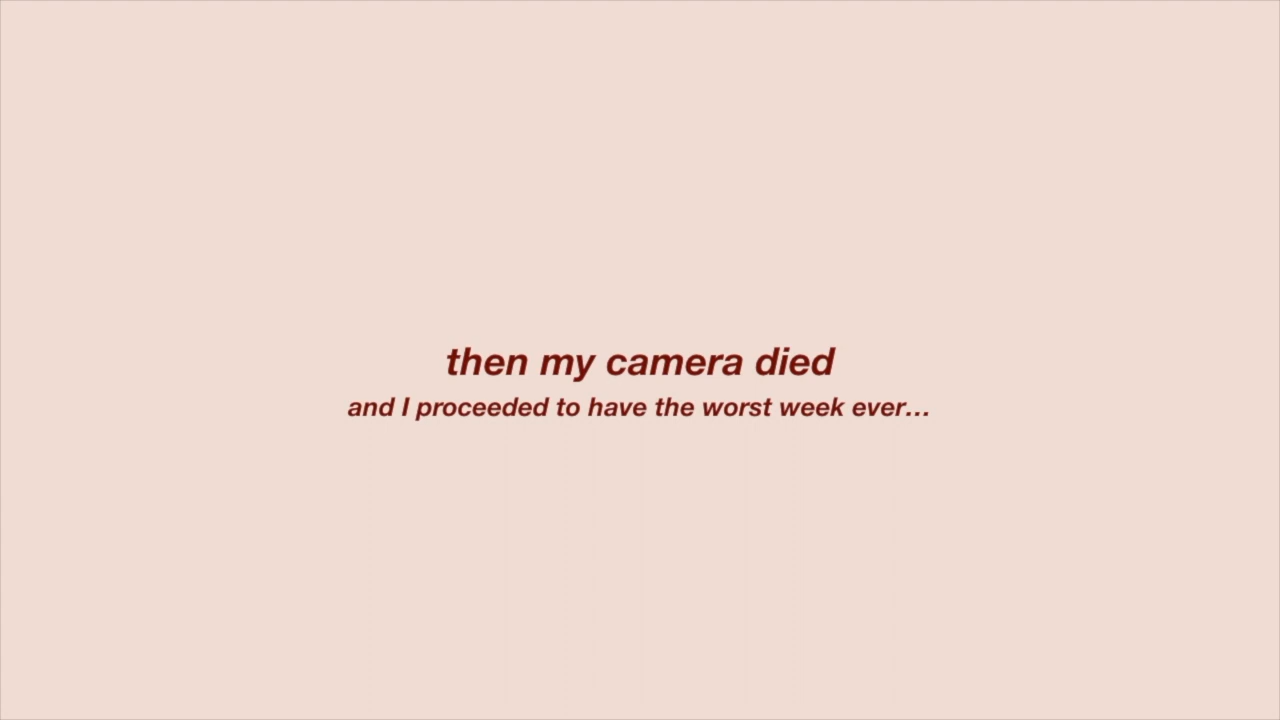 then my camera died
and I proceeded to have the worst week ever...